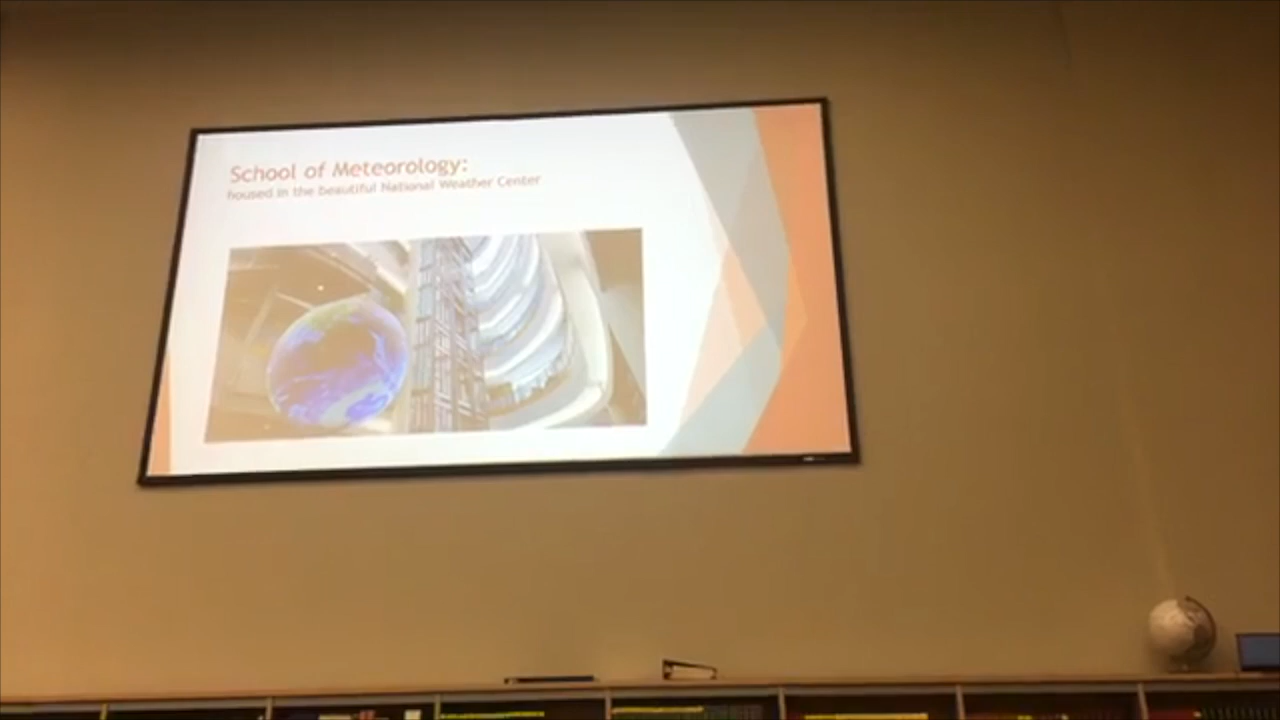 School of Meteorology:
housed in the beautiful National Weather Center